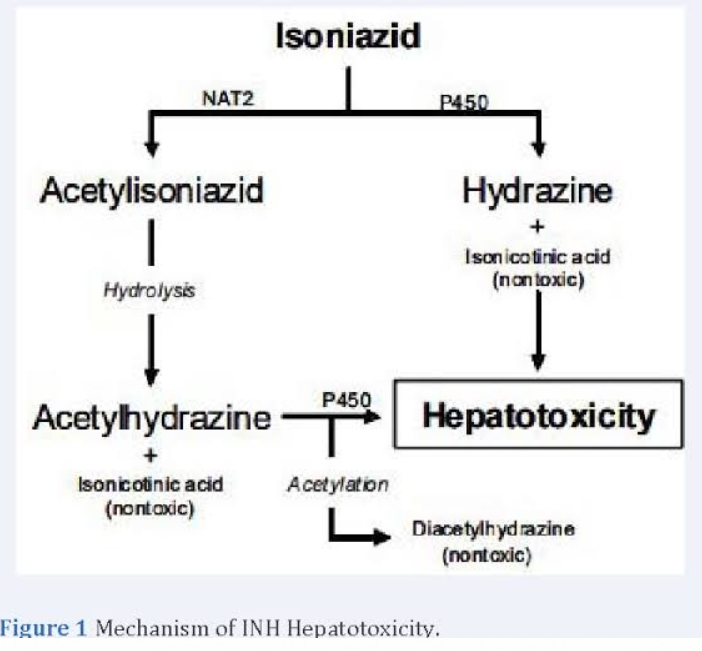 Isoniazid
NAT2
P450
Acetylisoniazid
Hydrazine
+
Isonicotinic acid
(nontoxic)
Hydrolysis
Acetylhydrazine
+
Isonicotinic acid
(nontoxic)
P450
Hepatotoxicity
Acetylation
Diacetylhydrazine
(nontoxic)
Figure 1 Mechanism of INH Hepatotoxicity.